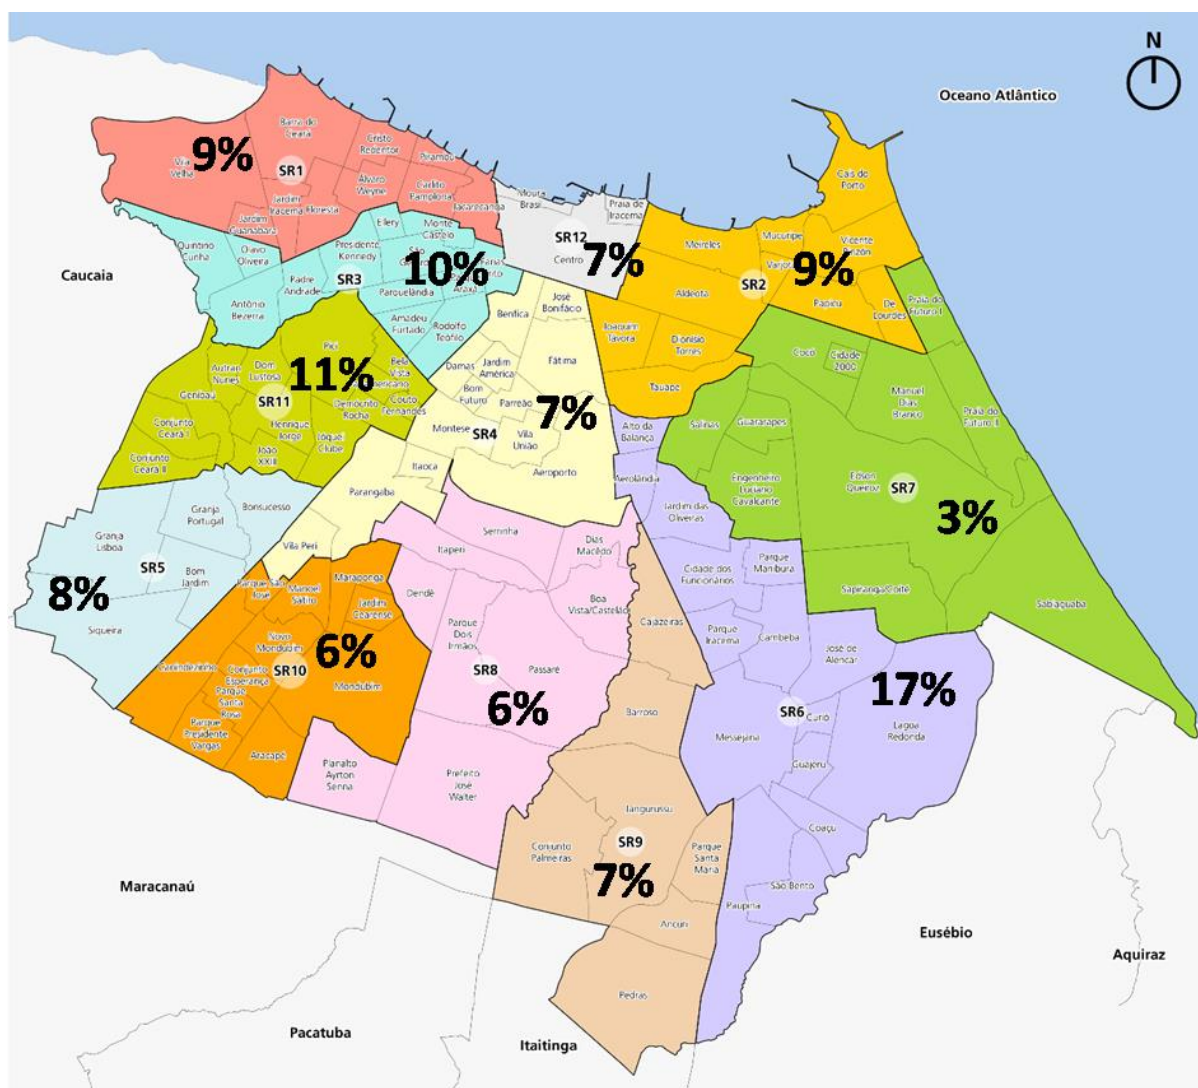 N
Oceano Atlântico
Barra do
Ceará
Cristo
Redentor
Pirambu
9%
Vila
Velha
SR1
Álvaro
Weyne
Carlito
Pamplona
Jardim
Iracema
Floresta
Jacarecanga
Jardim
Guanabara
Moura
Brasil
Praia de
Iracema
SR12
Centro
7%
Cais do
Porto
Meireles
Mucuripe
Vicente
Pinzón
Varjota
SR2
9%
Aldeota
Papicu
De
Lourdes
Praia do
Futuro I
Caucaia
Quintino
Cunha
Olavo
Oliveira
Ellery
Monte
Castelo
Presidente
Kennedy
São
10%
Padre
Andrade
SR3
Parquelândia
Antônio
Bezerra
Amadeu
Furtado
Rodolfo
Teófilo
José
Bonifácio
Benfica
Joaquim
Távora
Dionísio
Torres
Tauape
Pici
Autran
Nunes
Dom
Lustosa
11%
Bela
Vista
Genibaú
SR11
Democrito
Rocha
Couto
Fernandes
Henrique
Jorge
Jóquei
Clube
João
XXIII
Conjunto
Ceará I
Conjunto
Ceará II
Damas
Jardim
América
Fátima
Bom
Futuro
Parreão
7%
Montese
SR4
Vila
União
Aeroporto
Itaoca
Parangaba
Vila Peri
Cocó
Cidade
2000
Manuel
Dias
Branco
Praia do
Futuro II
Salinas
Guararapes
Engenheiro
Luciano
Cavalcante
Edson
Queiroz
SR7
3%
Sapiranga/Coité
Sabiaguaba
Alto da
Balança
Aerolândia
Jardim das
Oliveiras
Cidade dos
Funcionários
Parque
Manibura
Parque
Iracema
Cambeba
José de
Alencar
17%
SR6
Curió
Lagoa
Redonda
Messejana
Guajeru
Coaçu
São Bento
Paupina
Granja
Portugal
Bonsucesso
Granja
Lisboa
SR5
Bom
Jardim
8%
Siqueira
Serrinha
Dias
Macêdo
Itaperi
Dendê
Boa
Vista/Castelão
Parque
Dois
Irmãos
SR8
Passaré
6%
Planalto
Ayrton
Senna
Prefeito
José
Walter
Parque São
José
Manoel
Sátiro
Maraponga
Jardim
Cearense
Novo
Mondubim
6%
Canindezinho
Conjunto
Esperança
SR10
Mondubim
Parque
Santa
Rosa
Parque
Presidente
Vargas
Aracapé
Cajazeiras
Barroso
Jangurussu
Conjunto
Palmeiras
SR9
7%
Parque
Santa
Maria
Ancuri
Pedras
Maracanaú
Pacatuba
Itaitinga
Eusébio
Aquiraz